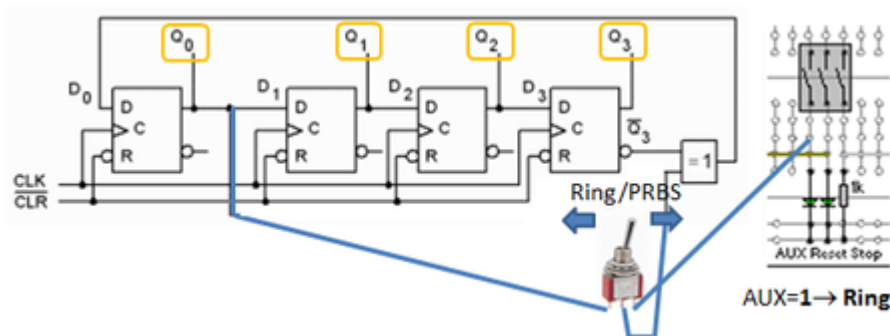 Q0 Q1 Q2 Q3
D0 D1 D2 D3
D D D D
Q̅3
C C C C
= 1
R R R R
CLK
C̅L̅R̅
Ring/PRBS
1k
AUX Reset Stop
AUX=1→ Ring